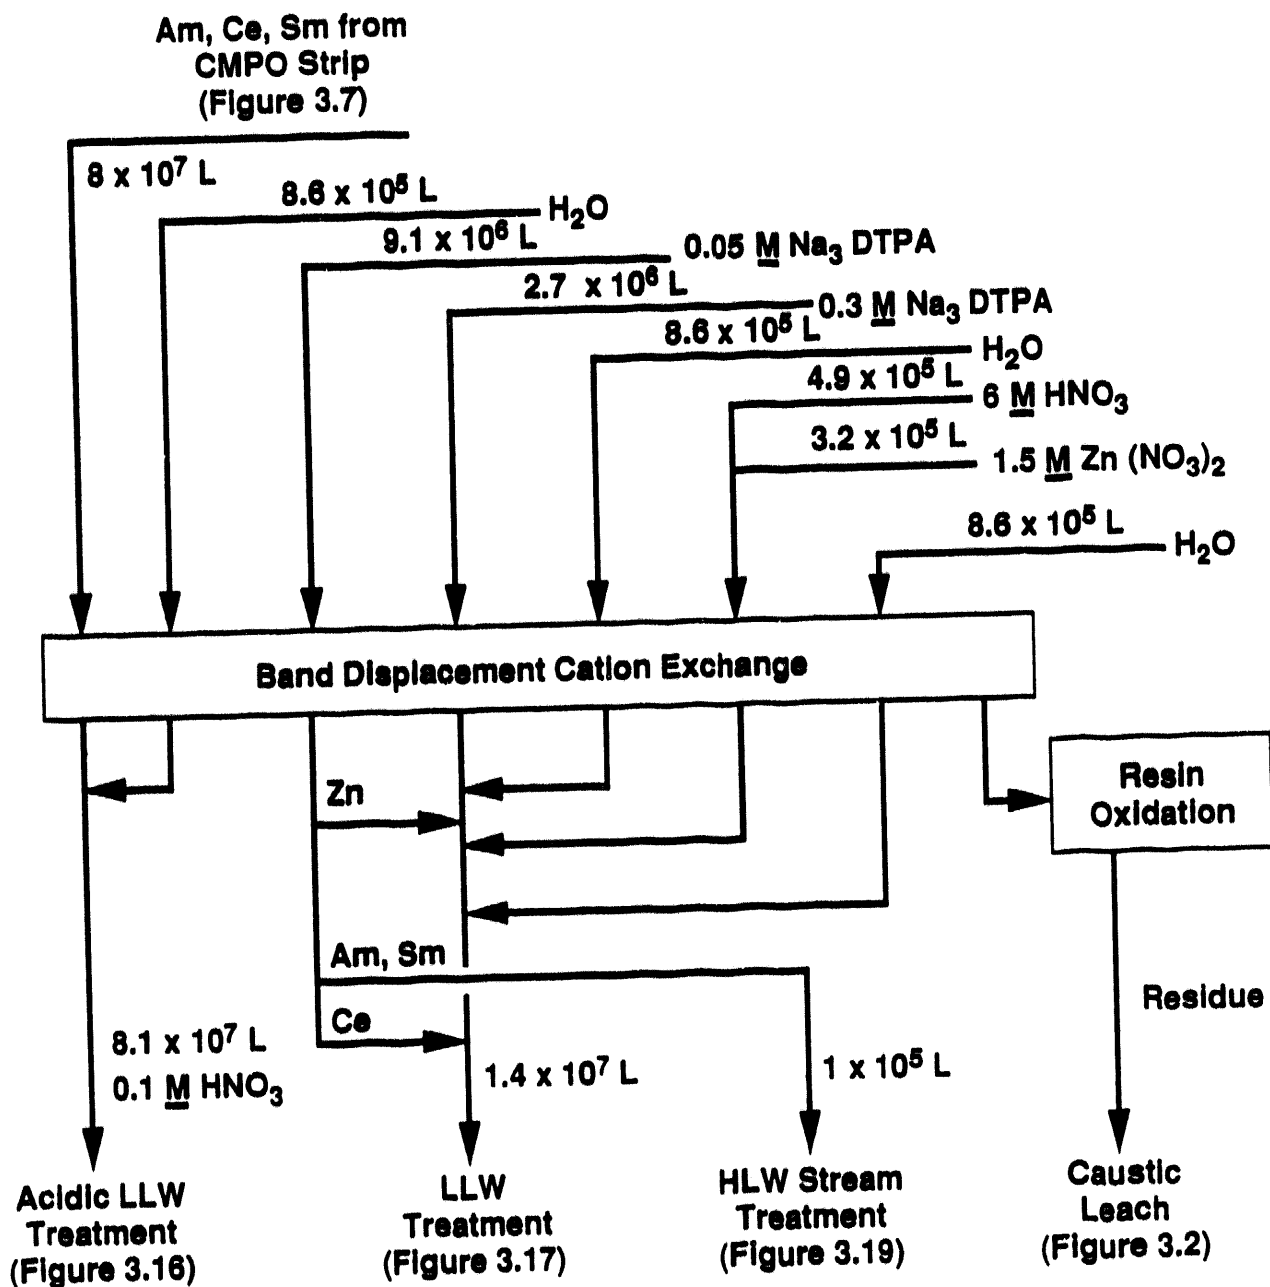 Am, Ce, Sm from
CMPO Strip
(Figure 3.7)
8 x 10⁷ L
8.6 x 10⁵ L
H₂O
9.1 x 10⁶ L
0.05 M Na₃ DTPA
2.7 x 10⁶ L
0.3 M Na₃ DTPA
8.6 x 10⁵ L
H₂O
4.9 x 10⁵ L
6 M HNO₃
3.2 x 10⁵ L
1.5 M Zn (NO₃)₂
8.6 x 10⁵ L
H₂O
Band Displacement Cation Exchange
Zn
Resin
Oxidation
Am, Sm
Ce
Residue
8.1 x 10⁷ L
0.1 M HNO₃
1.4 x 10⁷ L
1 x 10⁵ L
Acidic LLW
Treatment
(Figure 3.16)
LLW
Treatment
(Figure 3.17)
HLW Stream
Treatment
(Figure 3.19)
Caustic
Leach
(Figure 3.2)